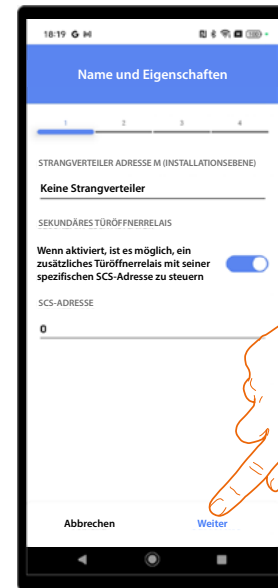 18:19 G M
Name und Eigenschaften
1 2 3 4
STRANGVERTEILER ADRESSE M (INSTALLATIONSEBENE)
Keine Strangverteiler
SEKUNDÄRES TÜRÖFFNERRELAIS
Wenn aktiviert, ist es möglich, ein
zusätzliches Türöffnerrelais mit seiner
spezifischen SCS-Adresse zu steuern
SCS-ADRESSE
0
Abbrechen Weiter